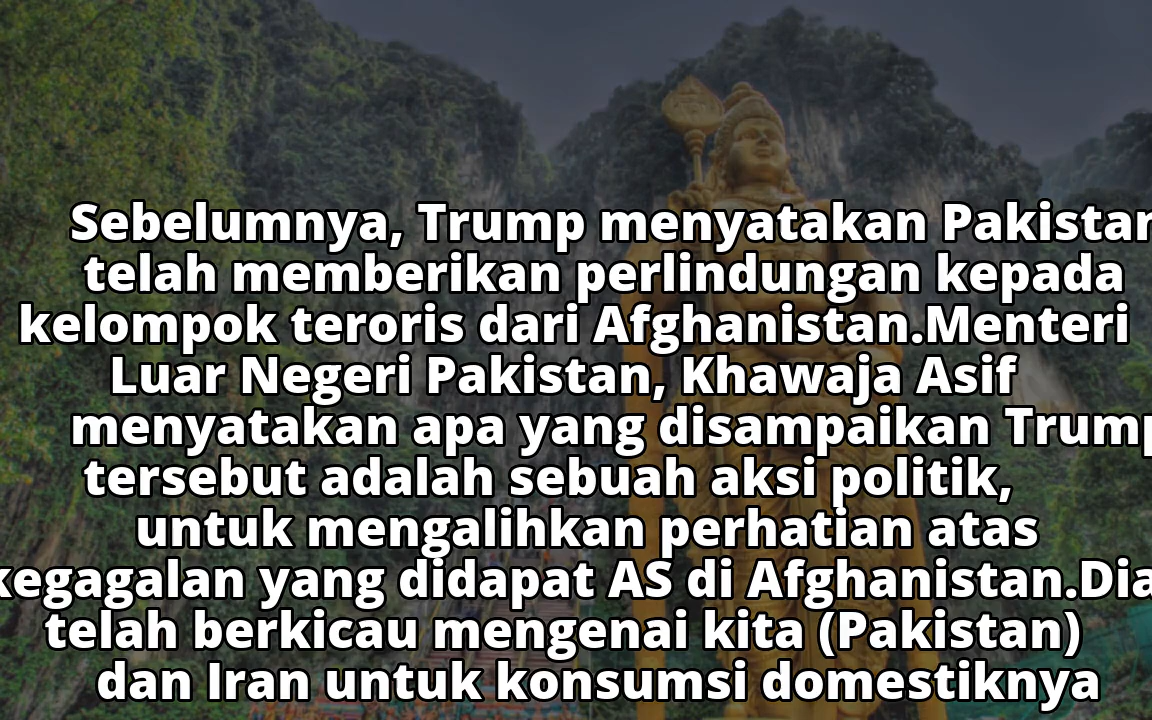 Sebelumnya, Trump menyatakan Pakistan
telah memberikan perlindungan kepada
kelompok teroris dari Afghanistan.Menteri
Luar Negeri Pakistan, Khawaja Asif
menyatakan apa yang disampaikan Trump
tersebut adalah sebuah aksi politik,
untuk mengalihkan perhatian atas
kegagalan yang didapat AS di Afghanistan.Dia
telah berkicau mengenai kita (Pakistan)
dan Iran untuk konsumsi domestiknya